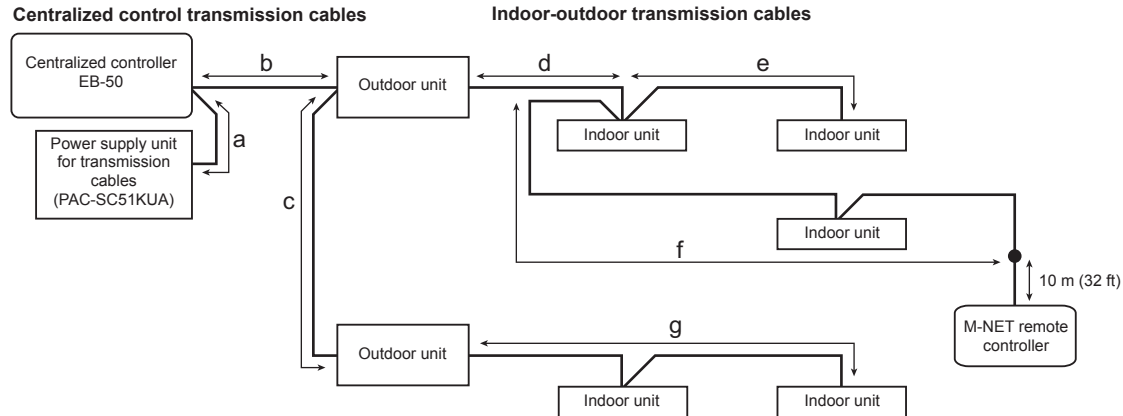 Centralized control transmission cables
Indoor-outdoor transmission cables
Centralized controller
EB-50
b
Outdoor unit
d
e
a
Indoor unit
Indoor unit
Power supply unit
for transmission
cables
(PAC-SC51KUA)
c
Indoor unit
f
10 m (32 ft)
M-NET remote
controller
Outdoor unit
g
Indoor unit
Indoor unit